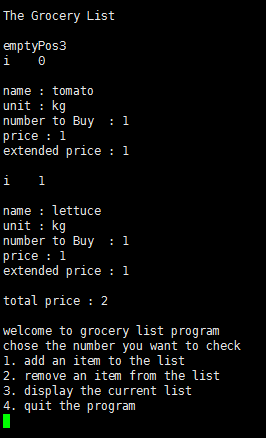 The Grocery List
emptyPos3
i    0
name : tomato
unit : kg
number to Buy  : 1
price : 1
extended price : 1
i    1
name : lettuce
unit : kg
number to Buy  : 1
price : 1
extended price : 1
total price : 2
welcome to grocery list program
chose the number you want to check
1. add an item to the list
2. remove an item from the list
3. display the current list
4. quit the program